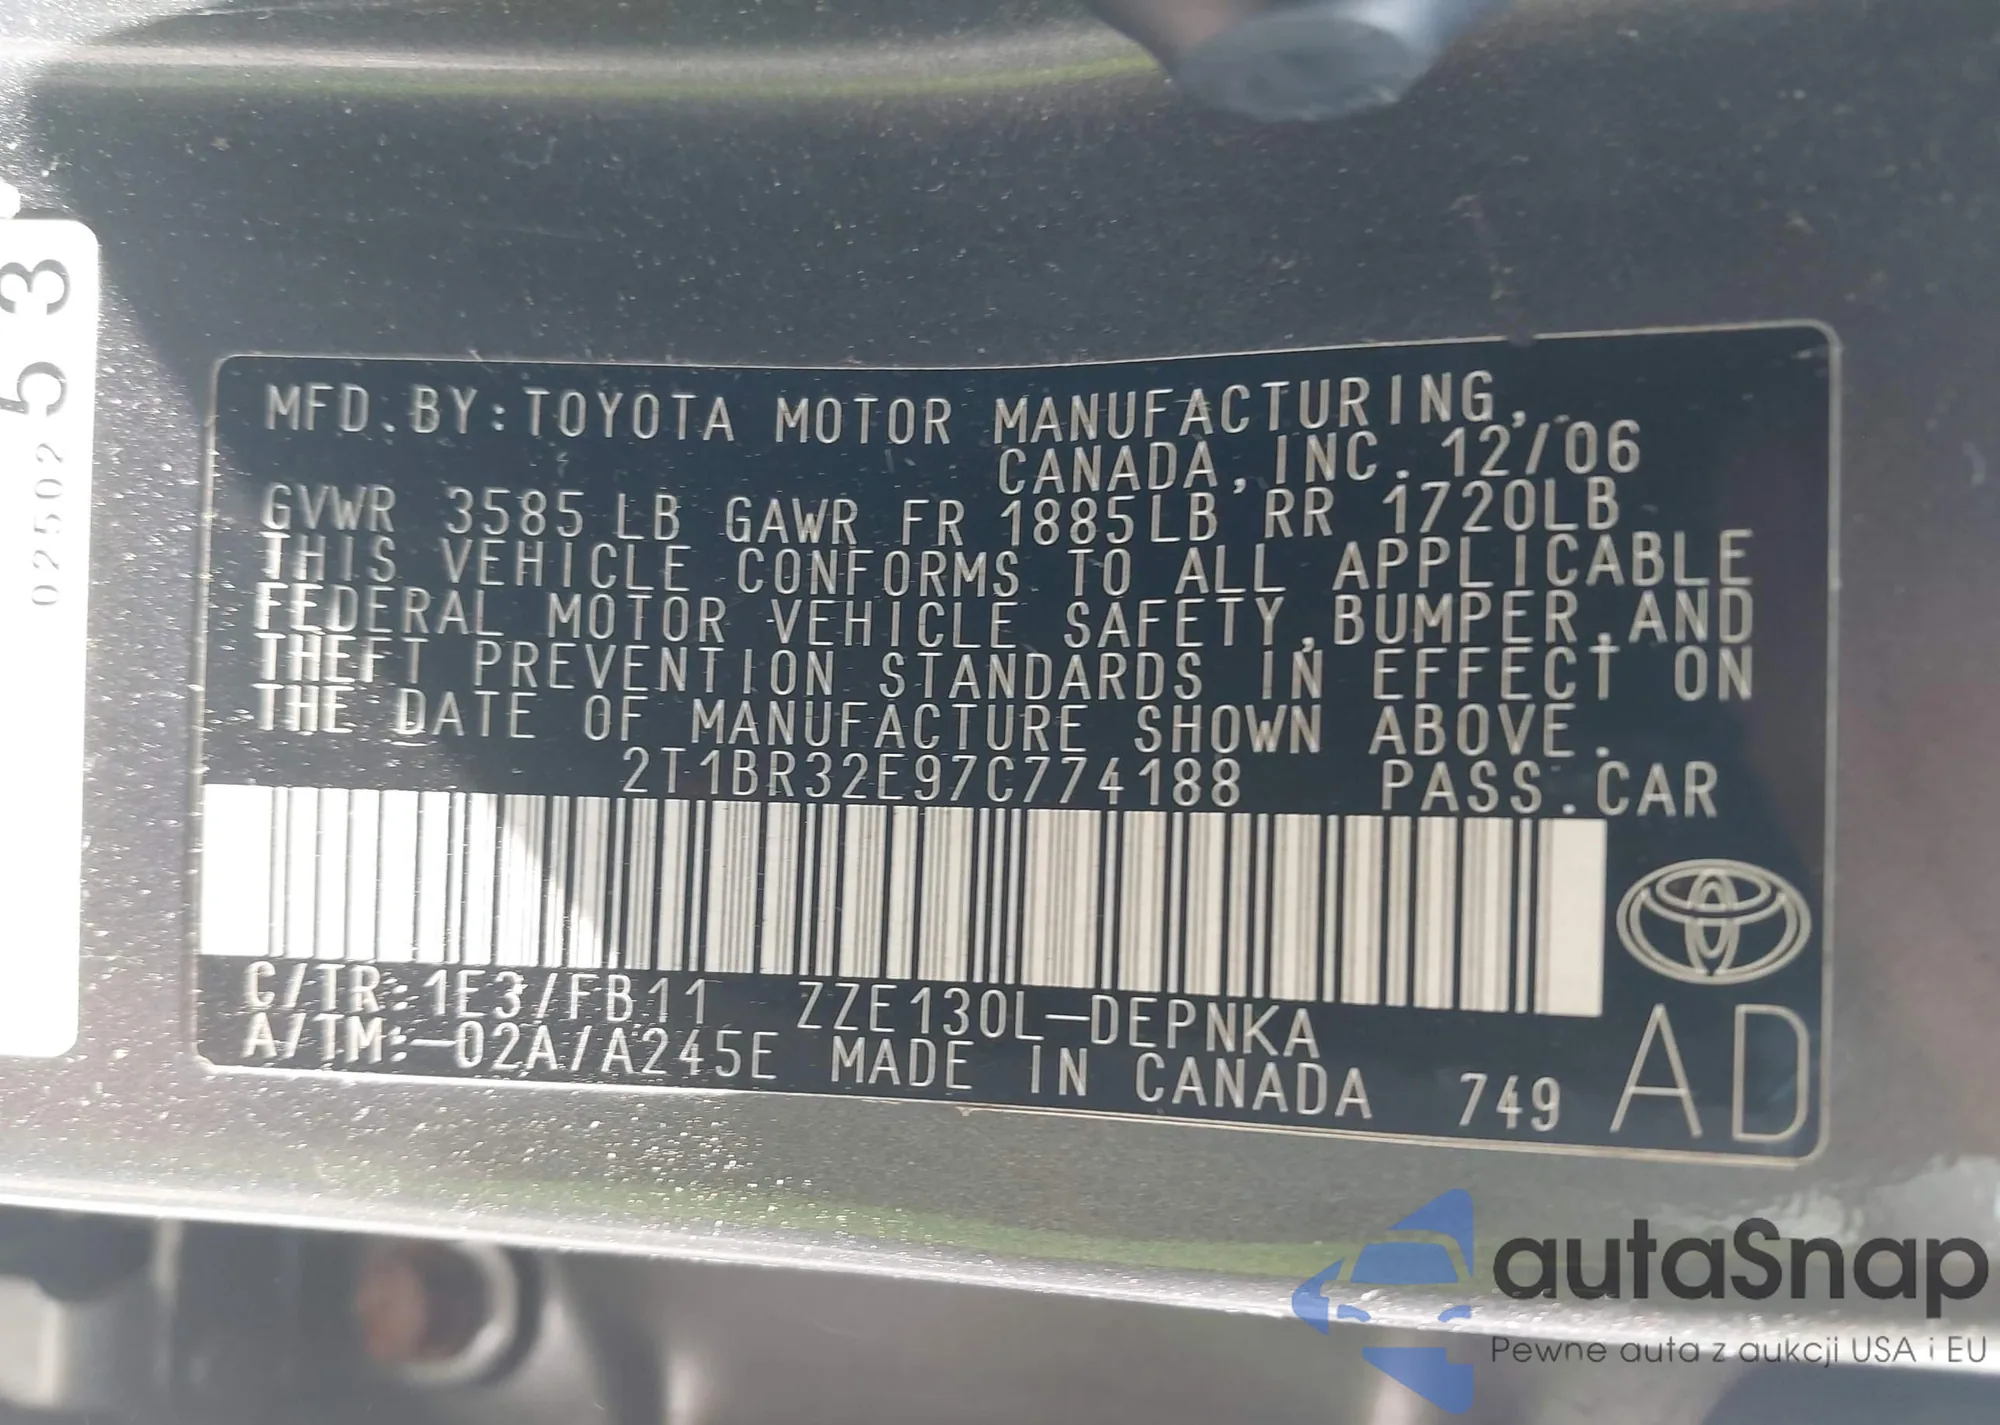 53
02502
MFD.BY:TOYOTA MOTOR MANUFACTURING,
CANADA,INC. 12/06
GVWR 3585LB GAWR FR 1885LB RR 1720LB
THIS VEHICLE CONFORMS TO ALL APPLICABLE
FEDERAL MOTOR VEHICLE SAFETY,BUMPER,AND
THEFT PREVENTION STANDARDS IN EFFECT ON
THE DATE OF MANUFACTURE SHOWN ABOVE.
2T1BR32E97C774188 PASS.CAR
C/TR:1E3/FB11 ZZE130L-DEPNKA
A/TM:-02A/A245E MADE IN CANADA 749
AD
autaSnap
Pewne auta z aukcji USA i EU